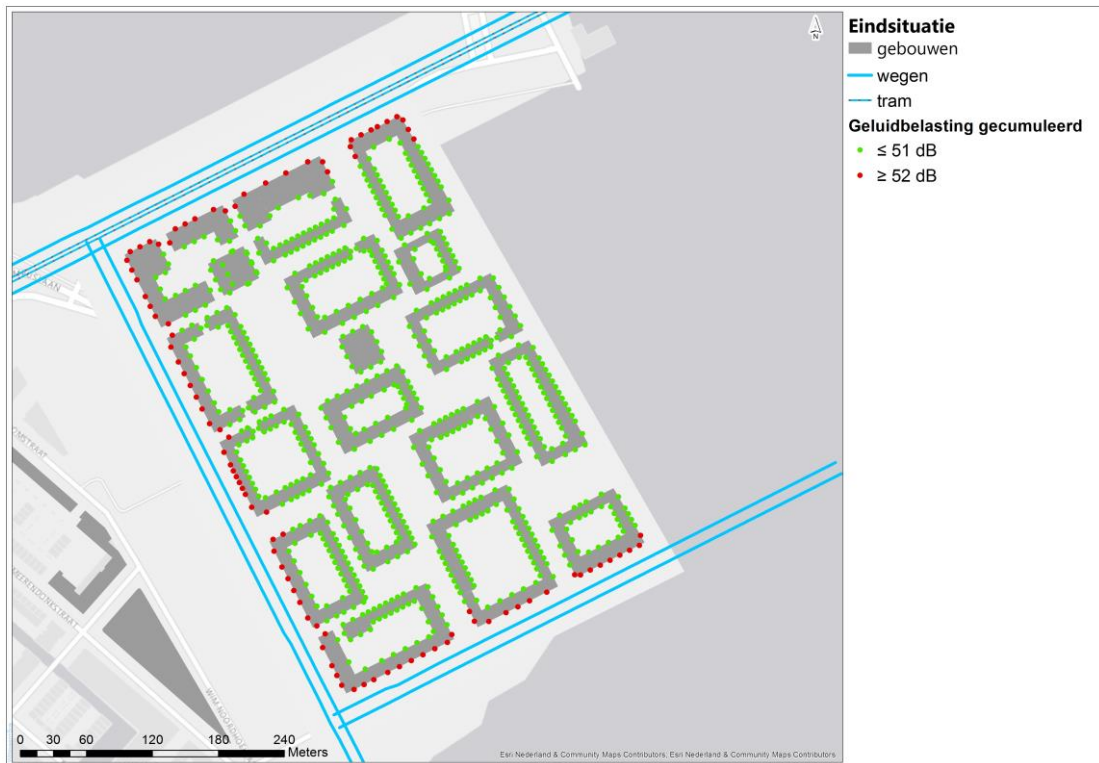 Eindsituatie
gebouwen
wegen
tram
Geluidbelasting gecumuleerd
≤ 51 dB
≥ 52 dB
N
0 15 30 60 120 180 240
Meters
Esri Nederland & Community Maps Contributors, Esri Nederland & Community Maps Contributors